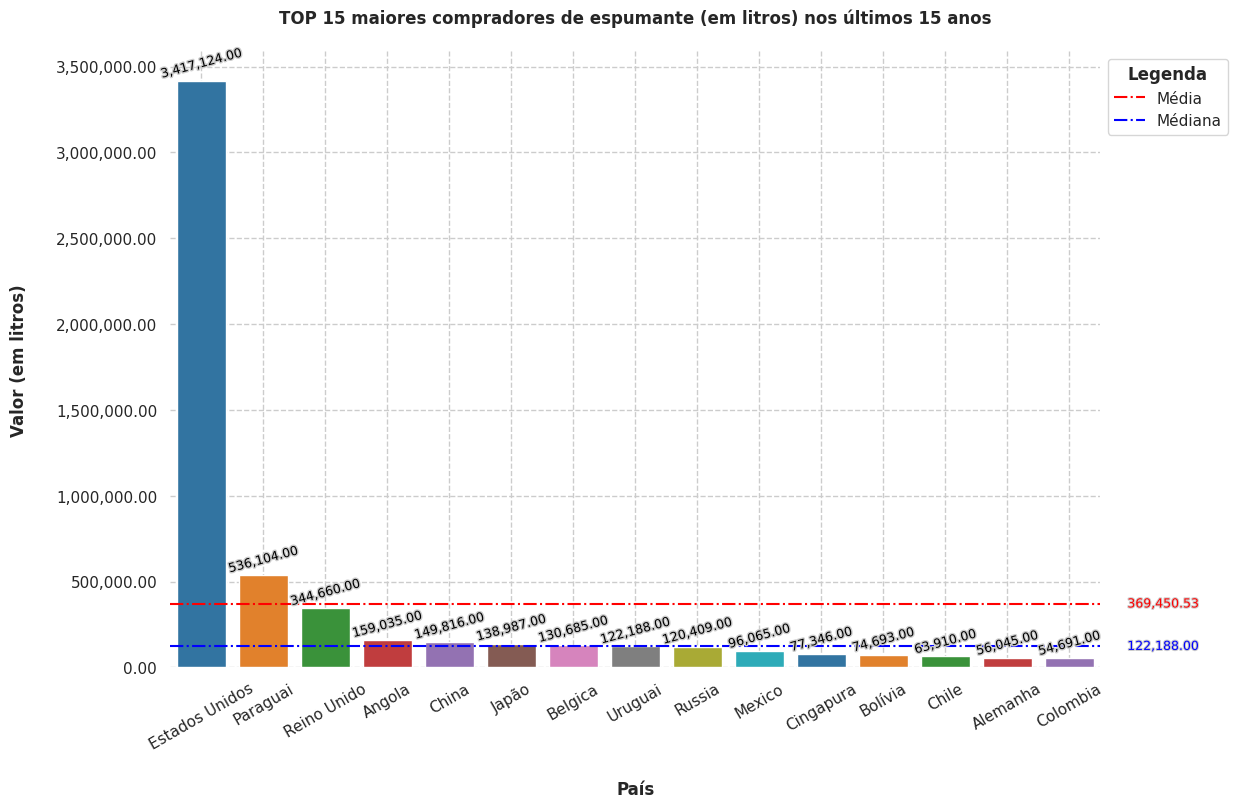 TOP 15 maiores compradores de espumante (em litros) nos últimos 15 anos
Legenda
Média
Médiana
Valor (em litros)
3,500,000.00
3,000,000.00
2,500,000.00
2,000,000.00
1,500,000.00
1,000,000.00
500,000.00
0.00
3,417,124.00
536,104.00
344,660.00
159,035.00
149,816.00
138,987.00
130,685.00
122,188.00
120,409.00
96,065.00
77,346.00
74,693.00
63,910.00
56,045.00
54,691.00
369,450.53
122,188.00
Estados Unidos
Paraguai
Reino Unido
Angola
China
Japão
Belgica
Uruguai
Russia
Mexico
Cingapura
Bolívia
Chile
Alemanha
Colombia
País